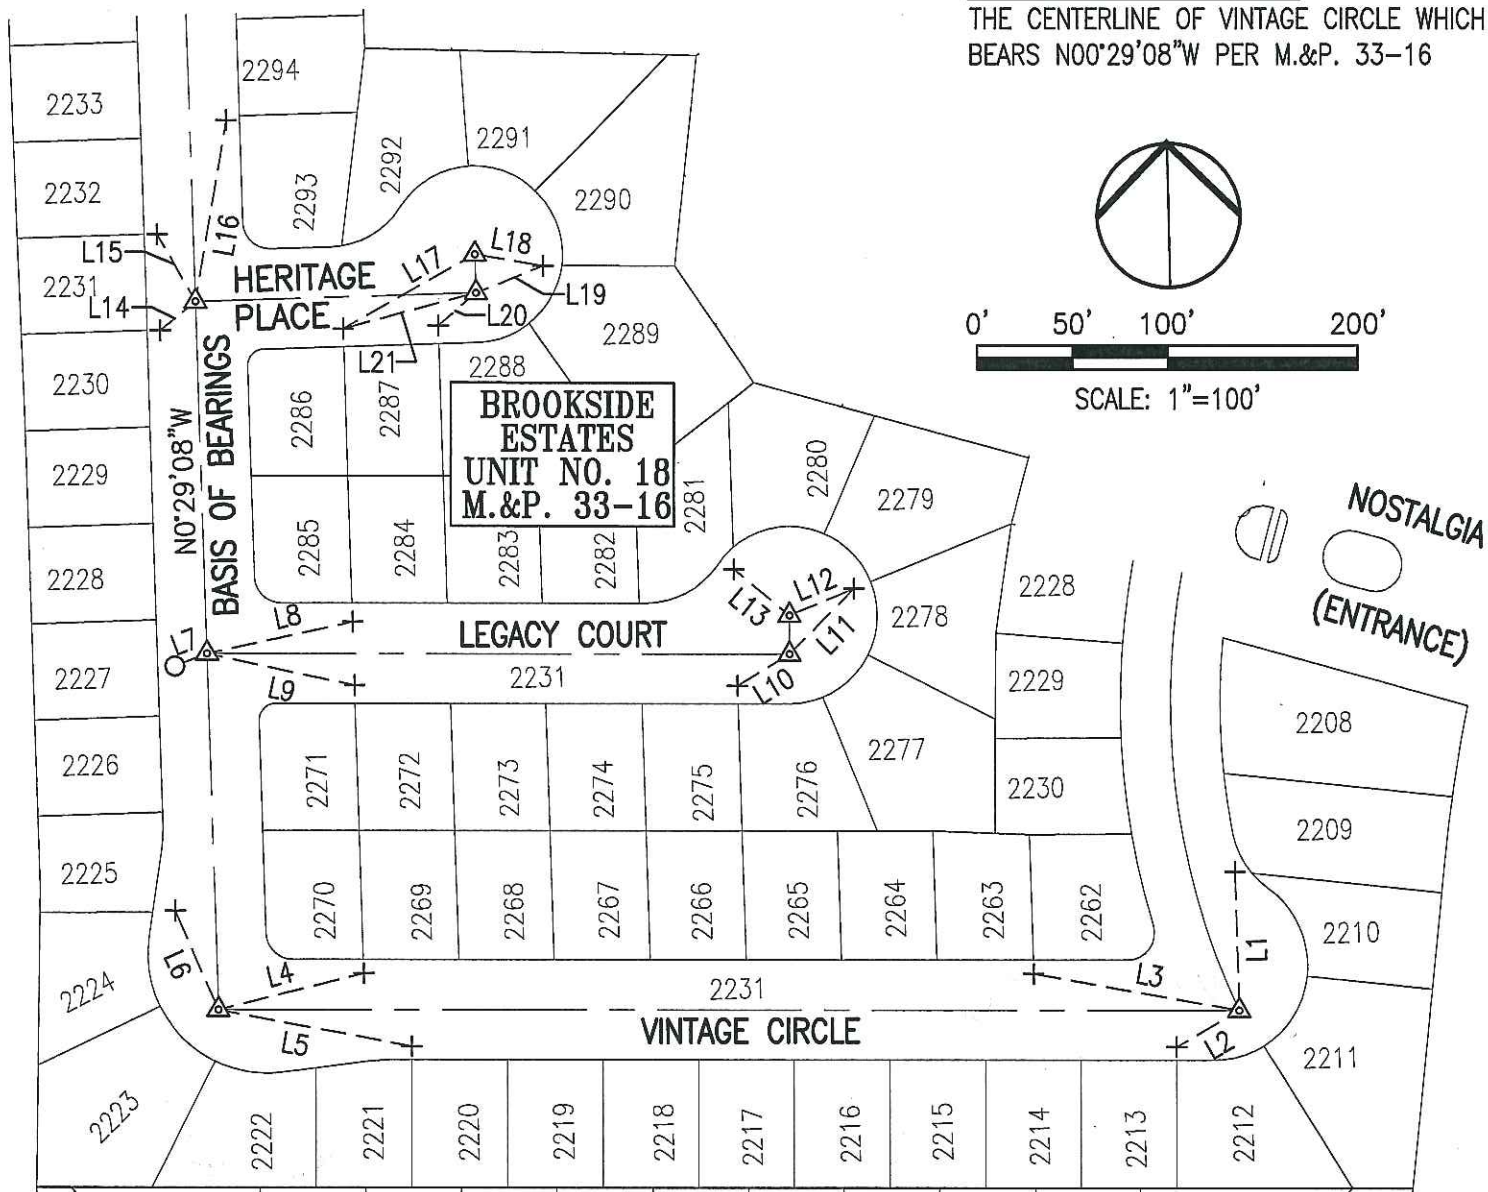 THE CENTERLINE OF VINTAGE CIRCLE WHICH
BEARS N00°29'08"W PER M.&P. 33-16
0' 50' 100' 200'
SCALE: 1"=100'
NOSTALGIA
(ENTRANCE)
2233
2232
2231
2230
2229
2228
2227
2226
2225
2224
2223
2294
2293
2292
2291
2290
2289
2288
L16
L15
L14
L17
L18
L19
L20
L21
HERITAGE
PLACE
N0°29'08"W
BASIS OF BEARINGS
2286
2287
BROOKSIDE
ESTATES
UNIT NO. 18
M.&P. 33-16
2285
2284
2283
2282
2281
2280
2279
2278
2277
L13
L12
L11
L10
L7
L8
L9
LEGACY COURT
2231
2228
2229
2230
2208
2209
2210
2211
2271
2272
2273
2274
2275
2276
2270
2269
2268
2267
2266
2265
2264
2263
2262
L6
L4
L5
L3
L1
L2
2231
VINTAGE CIRCLE
2222
2221
2220
2219
2218
2217
2216
2215
2214
2213
2212